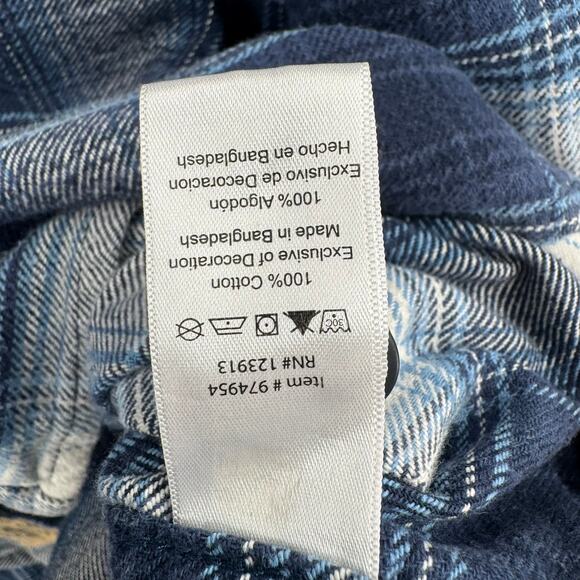 Item # 974954
RN# 123913
30C
100% Cotton
Exclusive of Decoration
Made in Bangladesh
100% Algodón
Exclusivo de Decoracion
Hecho en Bangladesh